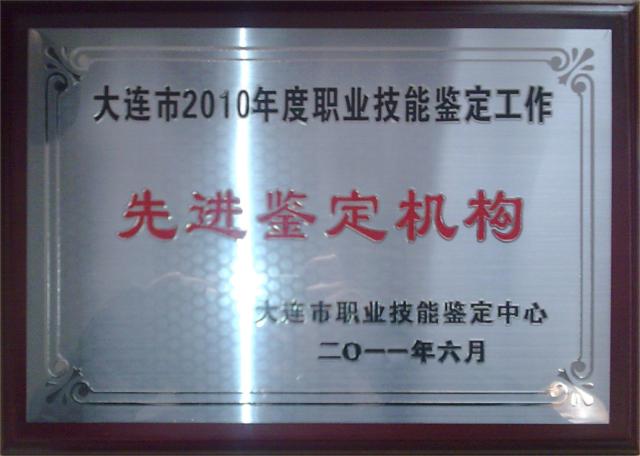 大连市2010年度职业技能鉴定工作
先进鉴定机构
大连市职业技能鉴定中心
二〇一一年六月